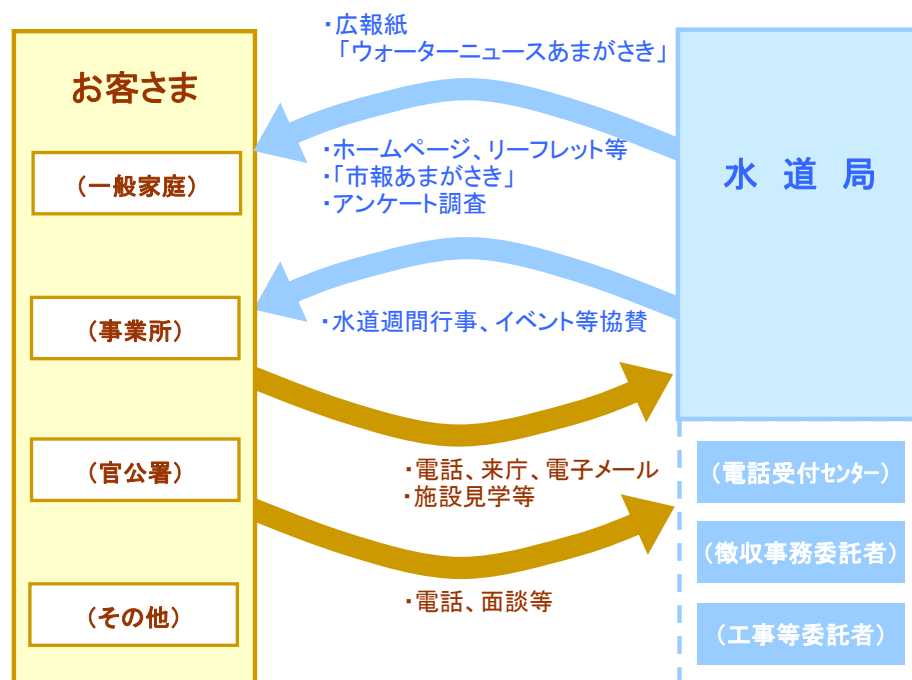 お客さま
(一般家庭)
(事業所)
(官公署)
(その他)
・広報紙
「ウォーターニュースあまがさき」
・ホームページ、リーフレット等
・「市報あまがさき」
・アンケート調査
・水道週間行事、イベント等協賛
・電話、来庁、電子メール
・施設見学等
・電話、面談等
水 道 局
(電話受付センター)
(徴収事務委託者)
(工事等委託者)